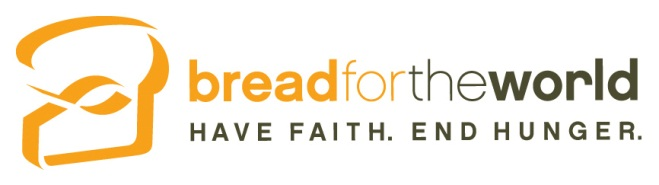 breadfortheworld
HAVE FAITH. END HUNGER.